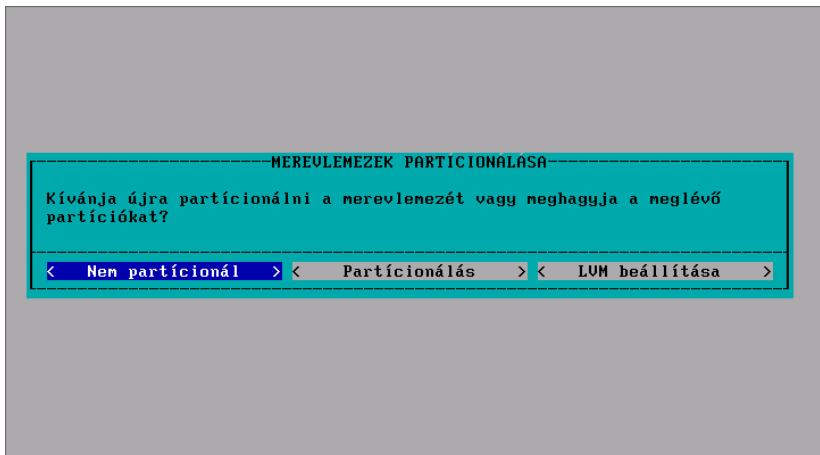 MEREVLEMEZEK PARTÍCIONÁLÁSA
Kívánja újra partícionálni a merevlemezét vagy meghagyja a meglévő
partíciókat?
< Nem partícionál > < Partícionálás > < LVM beállítása >